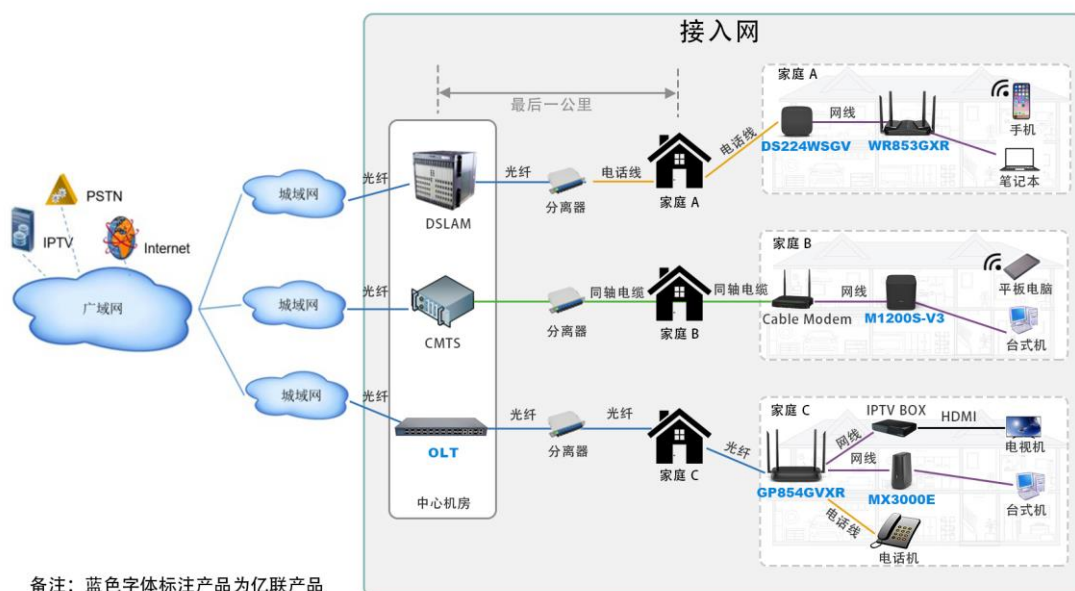 接入网
最后一公里
PSTN
IPTV
Internet
广域网
城域网
城域网
城域网
光纤
光纤
光纤
DSLAM
CMTS
OLT
中心机房
光纤
分离器
电话线
家庭 A
电话线
家庭 A
DS224WSGV
网线
WR853GXR
手机
笔记本
分离器
同轴电缆
家庭 B
同轴电缆
家庭 B
Cable Modem
网线
M1200S-V3
平板电脑
台式机
光纤
分离器
光纤
家庭 C
光纤
家庭 C
GP854GVXR
网线
IPTV BOX
HDMI
电视机
网线
MX3000E
台式机
电话线
电话机
备注：蓝色字体标注产品为亿联产品